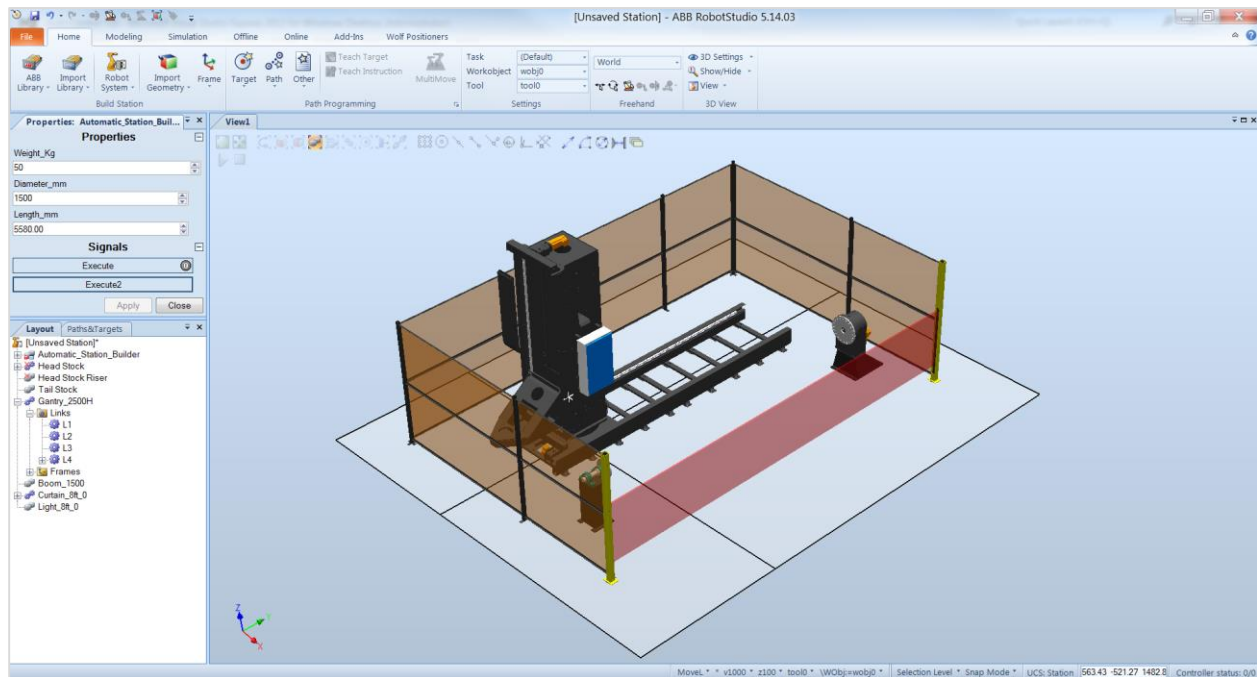 [Unsaved Station] - ABB RobotStudio 5.14.03
File Home Modeling Simulation Offline Online Add-Ins Wolf Positioners
ABB Library
Import Library
Robot System
Import Geometry
Frame
Build Station
Target
Path
Other
Teach Target
Teach Instruction
MultiMove
Path Programming
Task (Default)
Workobject wobj0
Tool tool0
Settings
World
Freehand
3D Settings
Show/Hide
View
3D View
Properties: Automatic_Station_Buil...
Properties
Weight_Kg
50
Diameter_mm
1500
Length_mm
5580.00
Signals
Execute
Execute2
Apply Close
Layout Paths&Targets
[Unsaved Station]*
Automatic_Station_Builder
Head Stock
Head Stock Riser
Tail Stock
Gantry_2500H
Links
L1
L2
L3
L4
Frames
Boom_1500
Curtain_8ft_0
Light_8ft_0
View1
Z
Y
X
MoveL * * v1000 * z100 * tool0 * \WObj:=wobj0 * Selection Level * Snap Mode * UCS: Station 563.43 -521.27 1482.8 Controller status: 0/0